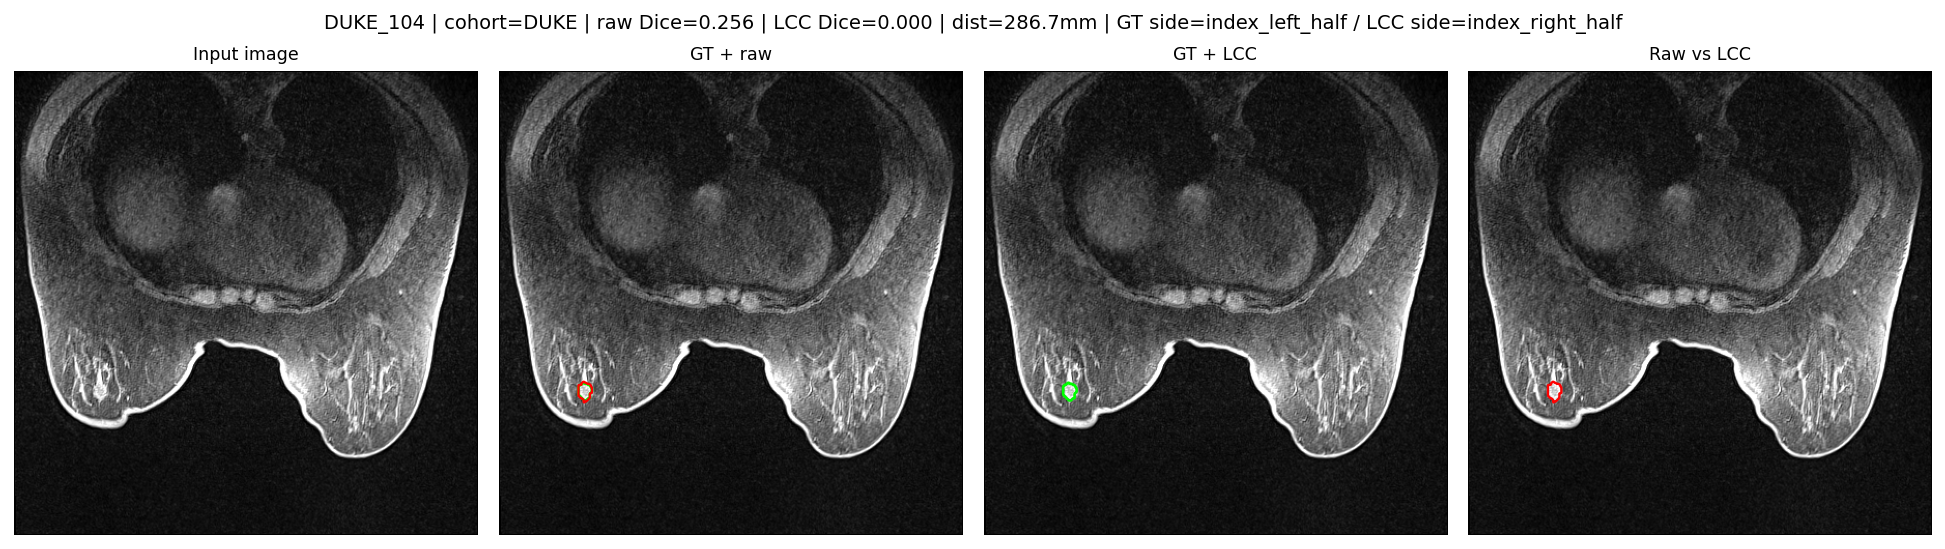 DUKE_104 | cohort=DUKE | raw Dice=0.256 | LCC Dice=0.000 | dist=286.7mm | GT side=index_left_half / LCC side=index_right_half
Input image
GT + raw
GT + LCC
Raw vs LCC